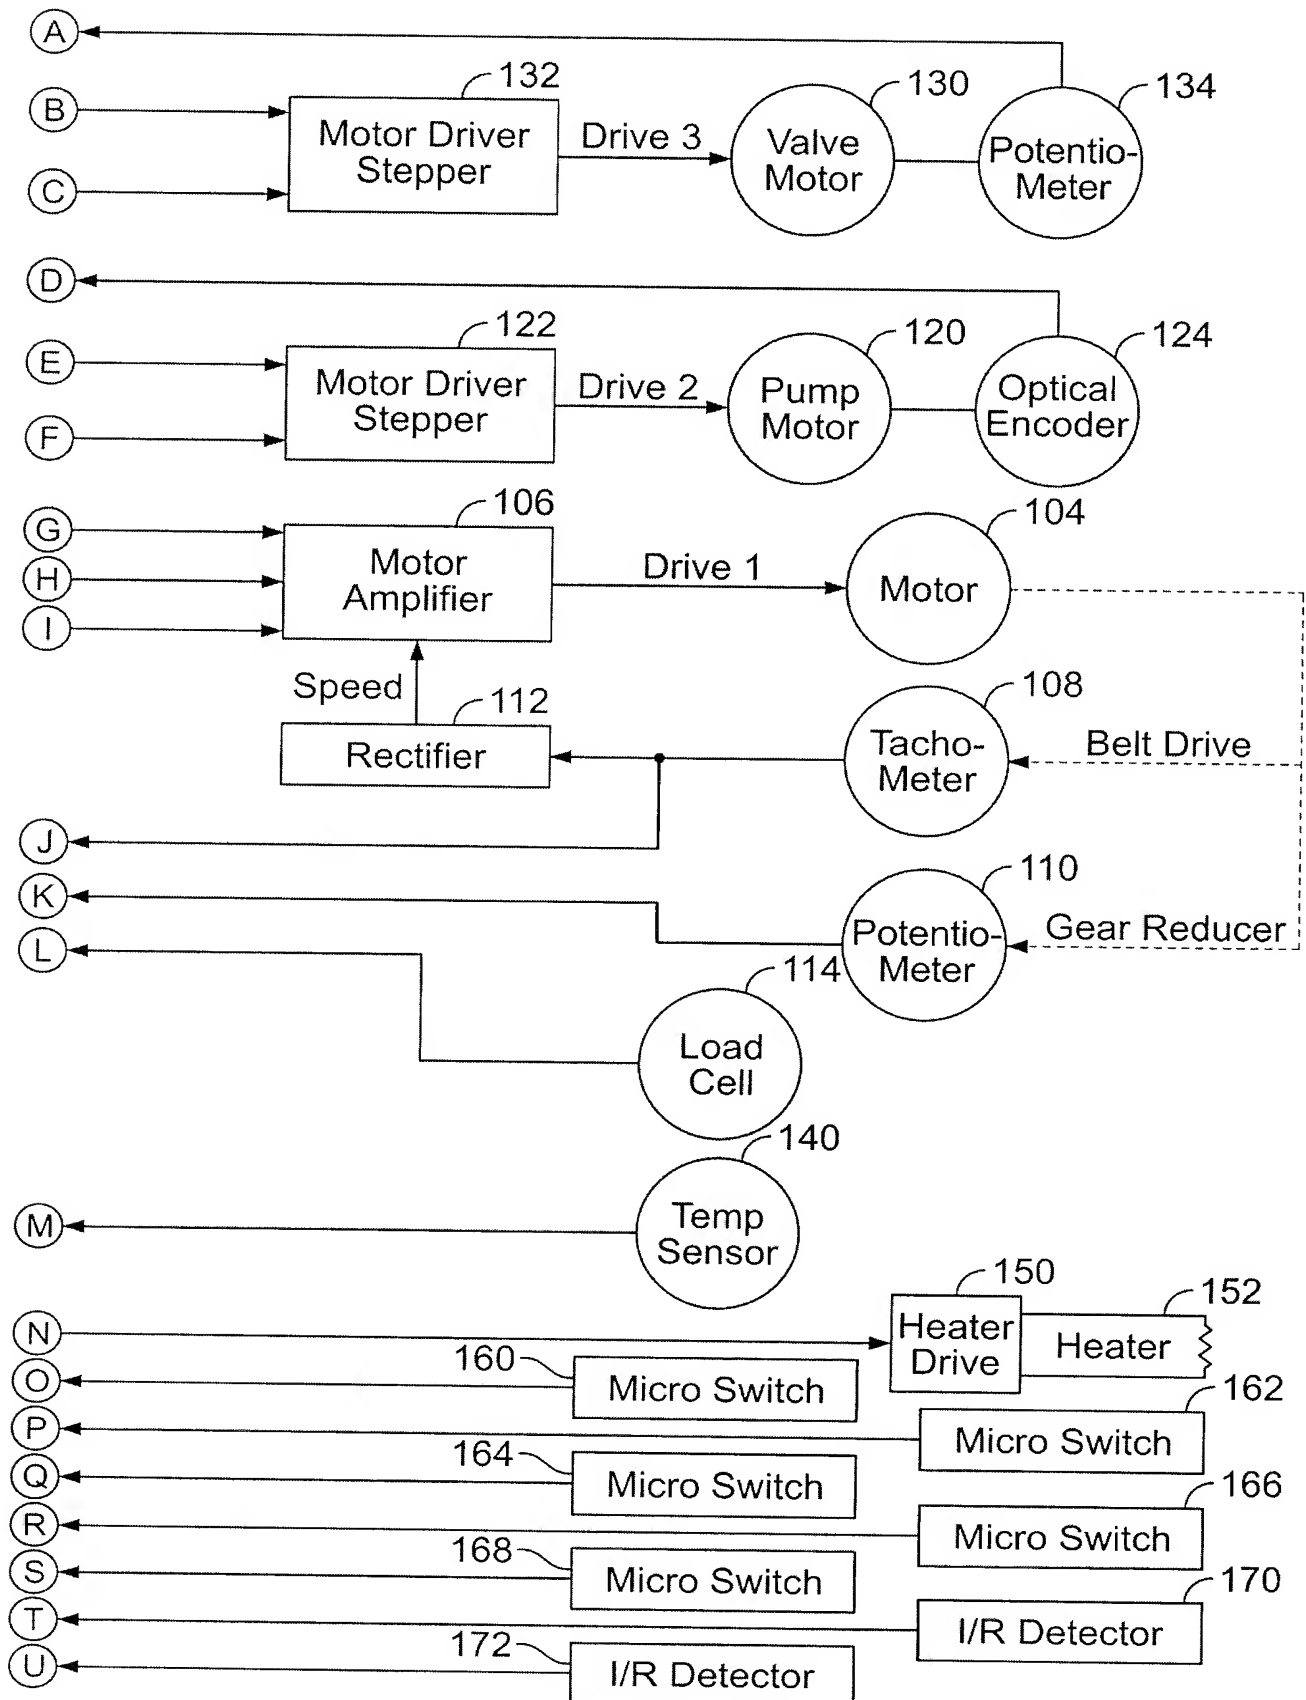 A
132
130
134
B
Motor Driver
Stepper
Drive 3
Valve
Motor
Potentio-
Meter
C
D
122
120
124
E
Motor Driver
Stepper
Drive 2
Pump
Motor
Optical
Encoder
F
106
104
G
H
I
Motor
Amplifier
Drive 1
Motor
Speed
112
108
Rectifier
Tacho-
Meter
Belt Drive
J
K
110
L
Potentio-
Meter
Gear Reducer
114
Load
Cell
140
M
Temp
Sensor
150
152
N
Heater
Drive
Heater
O
160
Micro Switch
162
P
Micro Switch
Q
164
Micro Switch
166
R
Micro Switch
S
168
Micro Switch
170
T
I/R Detector
U
172
I/R Detector